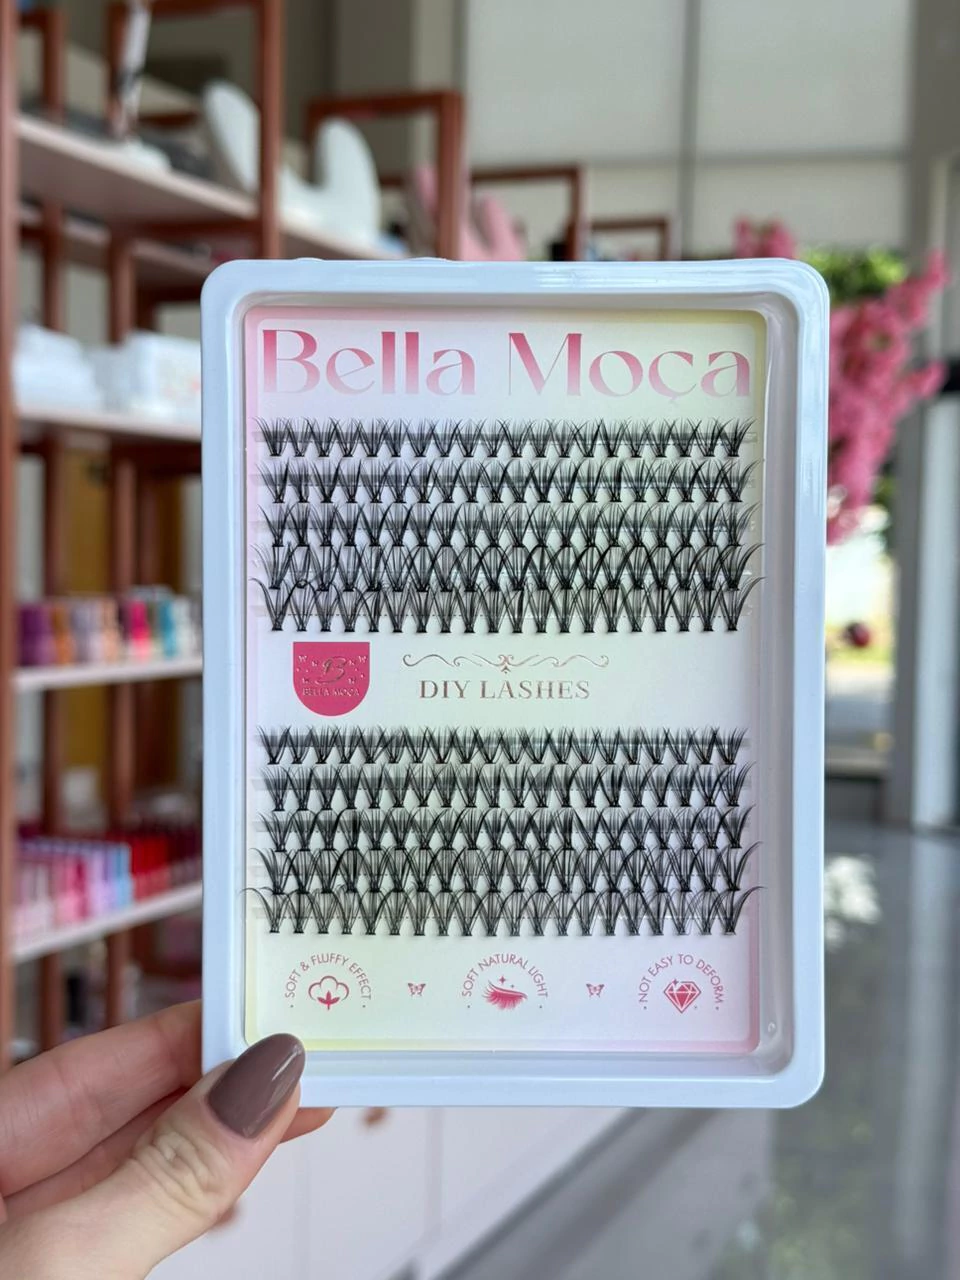 Bella Moça
B
BELLA MOÇA
DIY LASHES
SOFT & FLUFFY EFFECT
SOFT NATURAL LIGHT
NOT EASY TO DEFORM